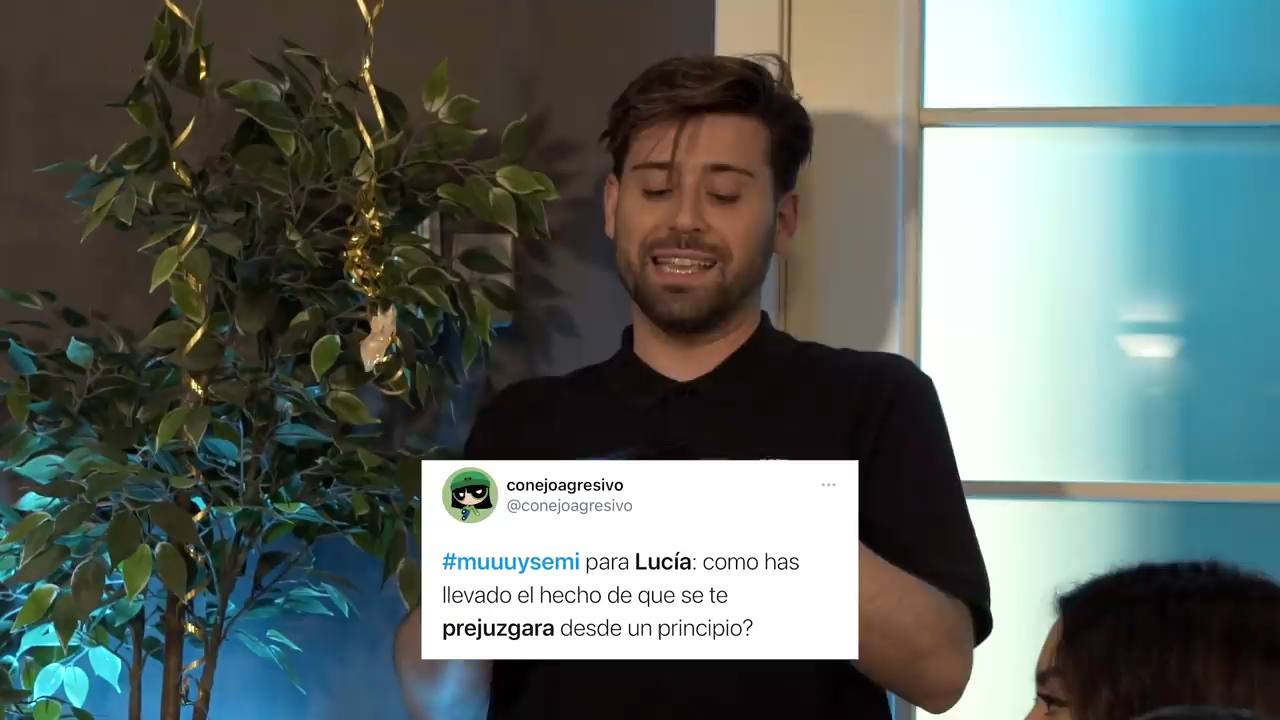 conejoagresivo
@conejoagresivo
#muuuysemi para Lucía: como has
llevado el hecho de que se te
prejuzgara desde un principio?